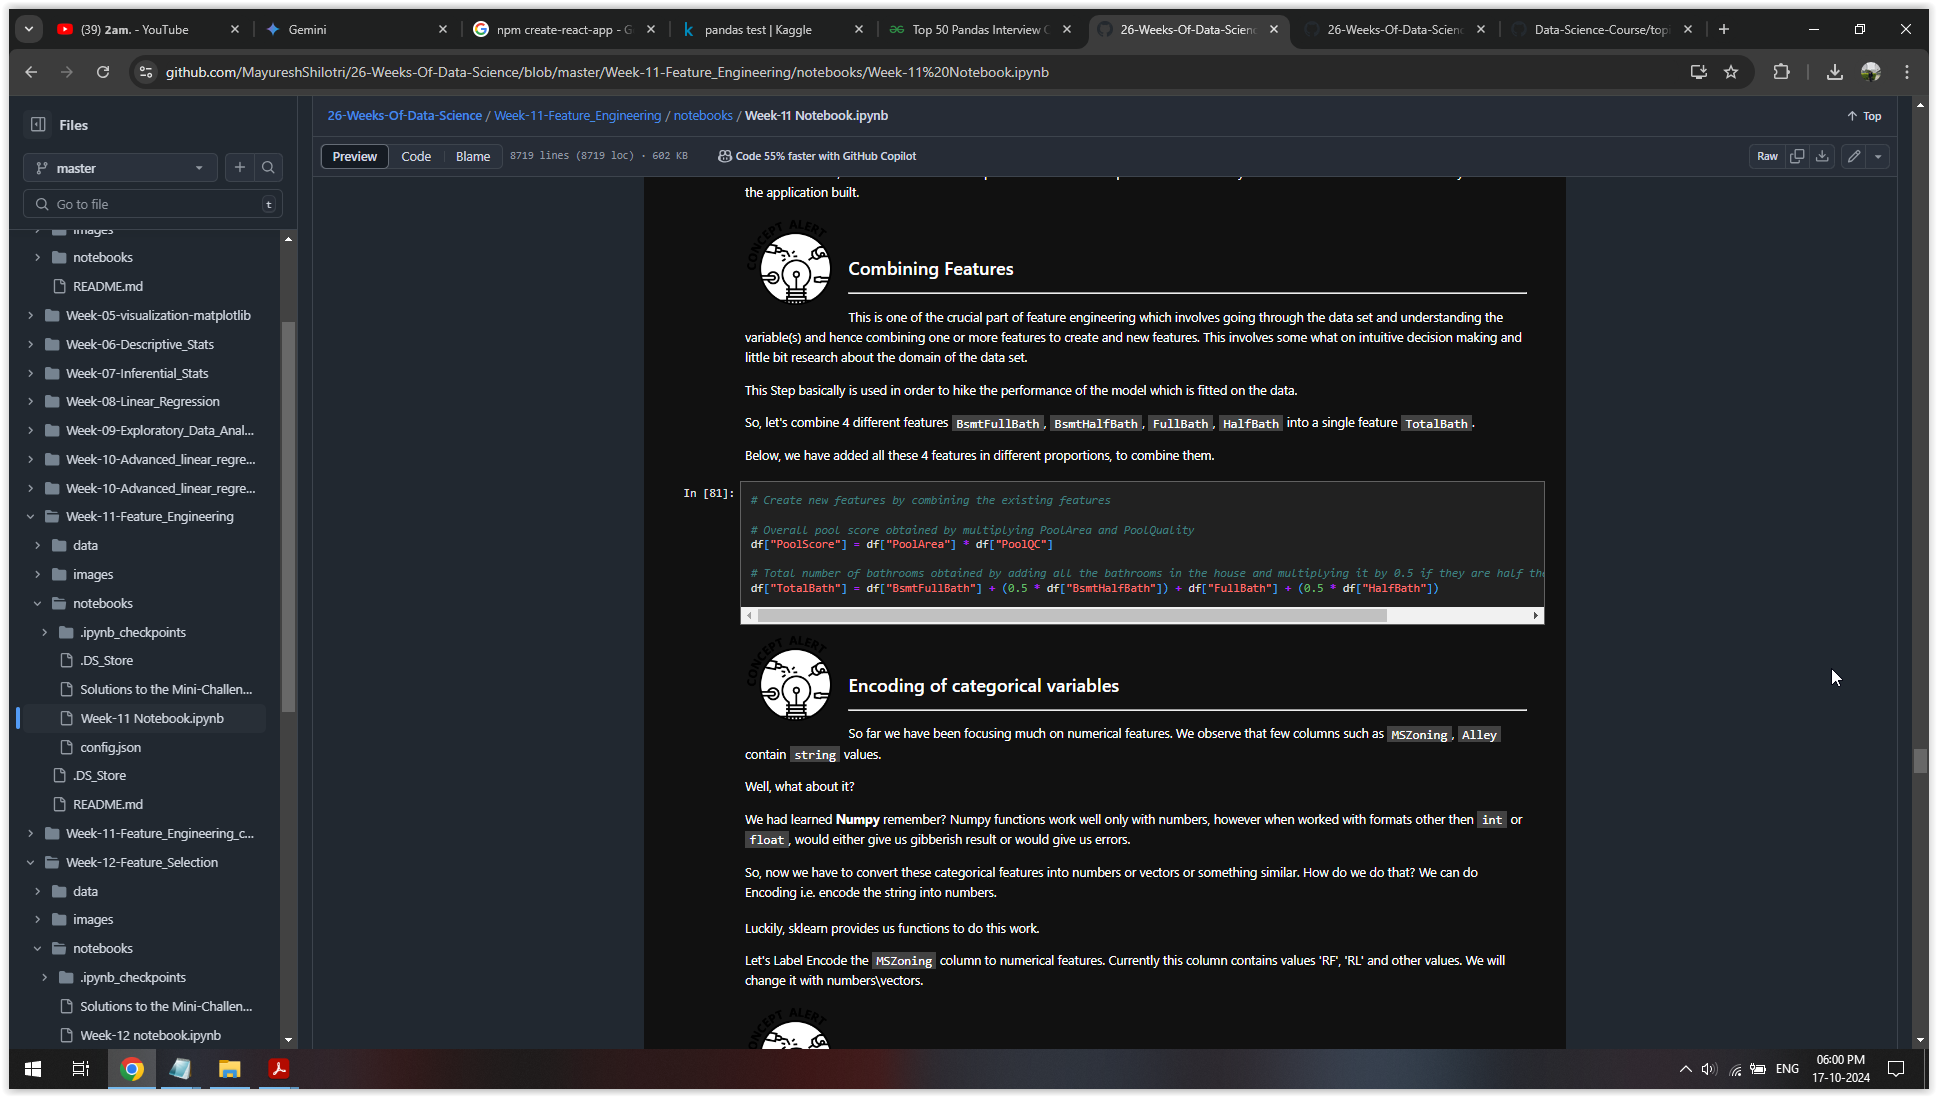 (39) 2am. - YouTube
Gemini
npm create-react-app - G
pandas test | Kaggle
Top 50 Pandas Interview
26-Weeks-Of-Data-Scien
26-Weeks-Of-Data-Scien
Data-Science-Course/top
github.com/MayureshShilotri/26-Weeks-Of-Data-Science/blob/master/Week-11-Feature_Engineering/notebooks/Week-11%20Notebook.ipynb
Files
master
Go to file
t
images
notebooks
README.md
Week-05-visualization-matplotlib
Week-06-Descriptive_Stats
Week-07-Inferential_Stats
Week-08-Linear_Regression
Week-09-Exploratory_Data_Anal...
Week-10-Advanced_linear_regre...
Week-10-Advanced_linear_regre...
Week-11-Feature_Engineering
data
images
notebooks
.ipynb_checkpoints
.DS_Store
Solutions to the Mini-Challen...
Week-11 Notebook.ipynb
config.json
.DS_Store
README.md
Week-11-Feature_Engineering_c...
Week-12-Feature_Selection
data
images
notebooks
.ipynb_checkpoints
Solutions to the Mini-Challen...
Week-12 notebook.ipynb
26-Weeks-Of-Data-Science / Week-11-Feature_Engineering / notebooks / Week-11 Notebook.ipynb
Top
Preview Code Blame 8719 lines (8719 loc) · 602 KB Code 55% faster with GitHub Copilot
Raw
the application built.
CONCEPT ALERT
Combining Features
This is one of the crucial part of feature engineering which involves going through the data set and understanding the
variable(s) and hence combining one or more features to create and new features. This involves some what on intuitive decision making and
little bit research about the domain of the data set.
This Step basically is used in order to hike the performance of the model which is fitted on the data.
So, let's combine 4 different features BsmtFullBath, BsmtHalfBath, FullBath, HalfBath into a single feature TotalBath.
Below, we have added all these 4 features in different proportions, to combine them.
In [81]:
# Create new features by combining the existing features
# Overall pool score obtained by multiplying PoolArea and PoolQuality
df["PoolScore"] = df["PoolArea"] * df["PoolQC"]
# Total number of bathrooms obtained by adding all the bathrooms in the house and multiplying it by 0.5 if they are half the
df["TotalBath"] = df["BsmtFullBath"] + (0.5 * df["BsmtHalfBath"]) + df["FullBath"] + (0.5 * df["HalfBath"])
CONCEPT ALERT
Encoding of categorical variables
So far we have been focusing much on numerical features. We observe that few columns such as MSZoning, Alley
contain string values.
Well, what about it?
We had learned Numpy remember? Numpy functions work well only with numbers, however when worked with formats other then int or
float, would either give us gibberish result or would give us errors.
So, now we have to convert these categorical features into numbers or vectors or something similar. How do we do that? We can do
Encoding i.e. encode the string into numbers.
Luckily, sklearn provides us functions to do this work.
Let's Label Encode the MSZoning column to numerical features. Currently this column contains values 'RF', 'RL' and other values. We will
change it with numbers\vectors.
CONCEPT ALERT
ENG
06:00 PM
17-10-2024